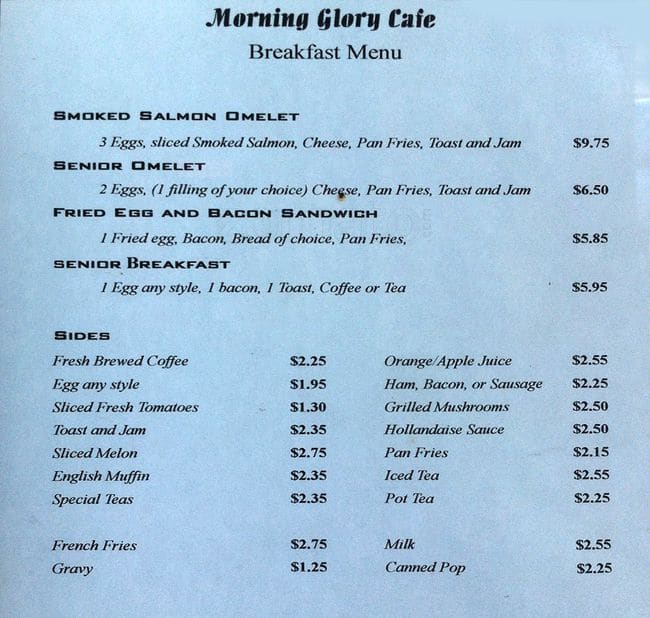 Morning Glory Cafe
Breakfast Menu
SMOKED SALMON OMELET
3 Eggs, sliced Smoked Salmon, Cheese, Pan Fries, Toast and Jam $9.75
SENIOR OMELET
2 Eggs, (1 filling of your choice) Cheese, Pan Fries, Toast and Jam $6.50
FRIED EGG AND BACON SANDWICH
1 Fried egg, Bacon, Bread of choice, Pan Fries, $5.85
SENIOR BREAKFAST
1 Egg any style, 1 bacon, 1 Toast, Coffee or Tea $5.95
SIDES
Fresh Brewed Coffee $2.25 Orange/Apple Juice $2.55
Egg any style $1.95 Ham, Bacon, or Sausage $2.25
Sliced Fresh Tomatoes $1.30 Grilled Mushrooms $2.50
Toast and Jam $2.35 Hollandaise Sauce $2.50
Sliced Melon $2.75 Pan Fries $2.15
English Muffin $2.35 Iced Tea $2.55
Special Teas $2.35 Pot Tea $2.25
French Fries $2.75 Milk $2.55
Gravy $1.25 Canned Pop $2.25